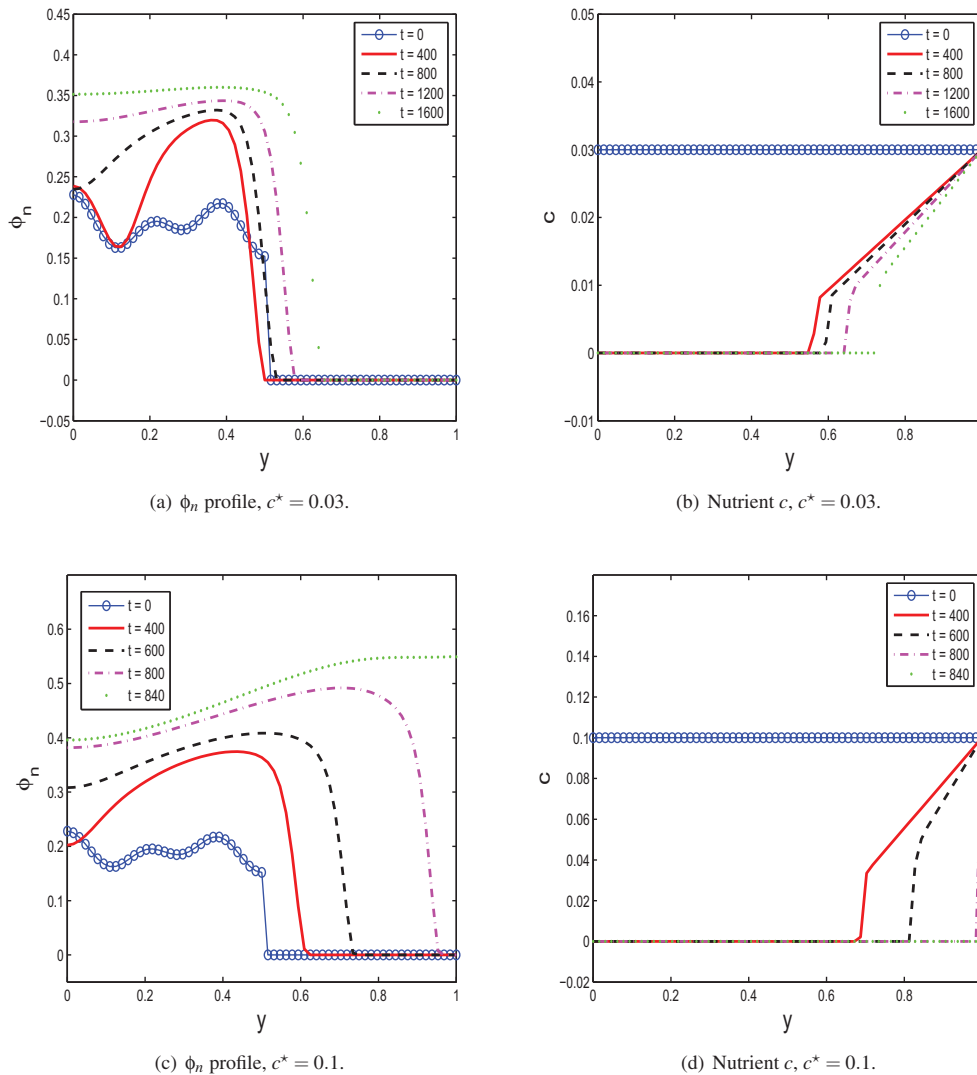 0.45
0.4
0.35
0.3
0.25
0.2
0.15
0.1
0.05
0
−0.05
ϕn
0
0.2
0.4
0.6
0.8
1
y
t = 0
t = 400
t = 800
t = 1200
t = 1600
(a) ϕn profile, c⋆ = 0.03.
0.05
0.04
0.03
0.02
0.01
0
−0.01
c
0
0.2
0.4
0.6
0.8
y
t = 0
t = 400
t = 800
t = 1200
t = 1600
(b) Nutrient c, c⋆ = 0.03.
0.6
0.5
0.4
0.3
0.2
0.1
0
ϕn
0
0.2
0.4
0.6
0.8
1
y
t = 0
t = 400
t = 600
t = 800
t = 840
(c) ϕn profile, c⋆ = 0.1.
0.16
0.14
0.12
0.10
0.08
0.06
0.04
0.02
0
−0.02
c
0
0.2
0.4
0.6
0.8
y
t = 0
t = 400
t = 600
t = 800
t = 840
(d) Nutrient c, c⋆ = 0.1.